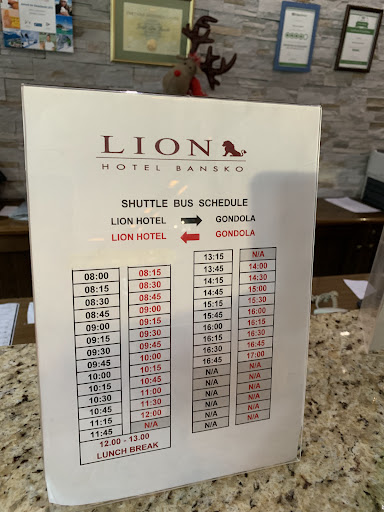 LION
HOTEL BANSKO
SHUTTLE BUS SCHEDULE
LION HOTEL GONDOLA
LION HOTEL GONDOLA
08:00 08:15
08:15 08:30
08:30 08:45
08:45 09:00
09:00 09:15
09:15 09:30
09:30 09:45
09:45 10:00
10:00 10:15
10:15 10:45
10:30 11:00
10:45 11:30
11:15 12:00
11:45 N/A
12.00 - 13.00
LUNCH BREAK
13:15 N/A
13:45 14:00
14:15 14:30
14:45 15:00
15:15 15:30
15:45 16:00
16:00 16:15
16:15 16:30
16:30 16:45
16:45 17:00
N/A N/A
N/A N/A
N/A N/A
N/A N/A
N/A N/A